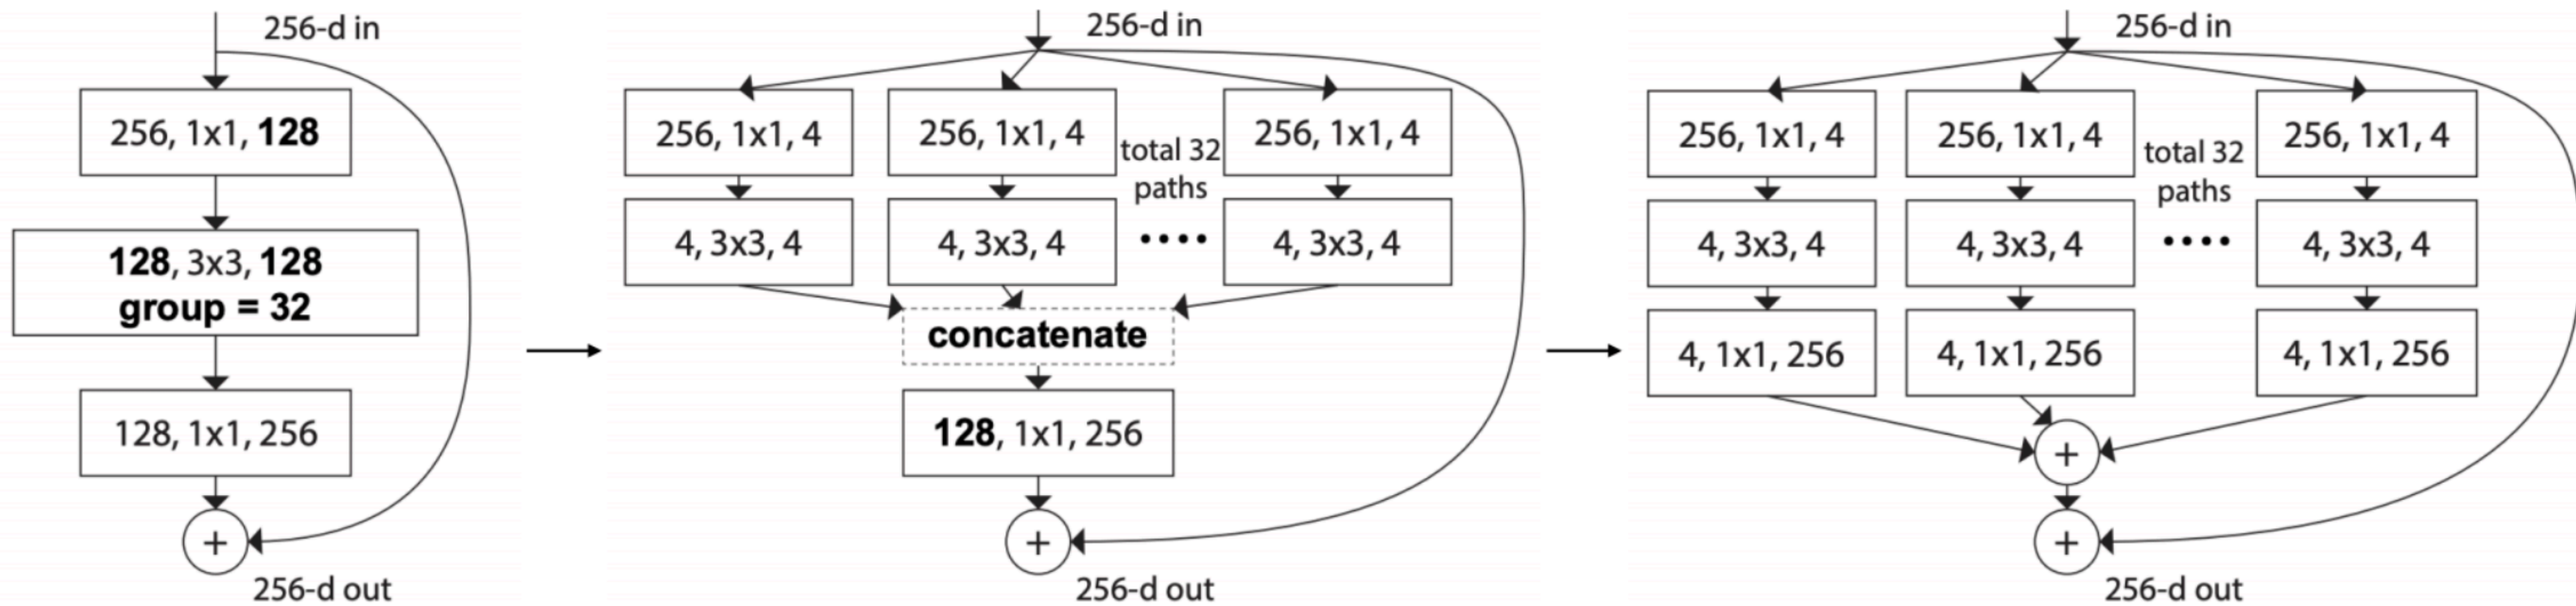 256-d in
256, 1x1, 128
128, 3x3, 128
group = 32
128, 1x1, 256
+
256-d out
256-d in
256, 1x1, 4
256, 1x1, 4
total 32
paths
256, 1x1, 4
4, 3x3, 4
4, 3x3, 4
....
4, 3x3, 4
concatenate
128, 1x1, 256
+
256-d out
256-d in
256, 1x1, 4
256, 1x1, 4
total 32
paths
256, 1x1, 4
4, 3x3, 4
4, 3x3, 4
....
4, 3x3, 4
4, 1x1, 256
4, 1x1, 256
4, 1x1, 256
+
+
256-d out